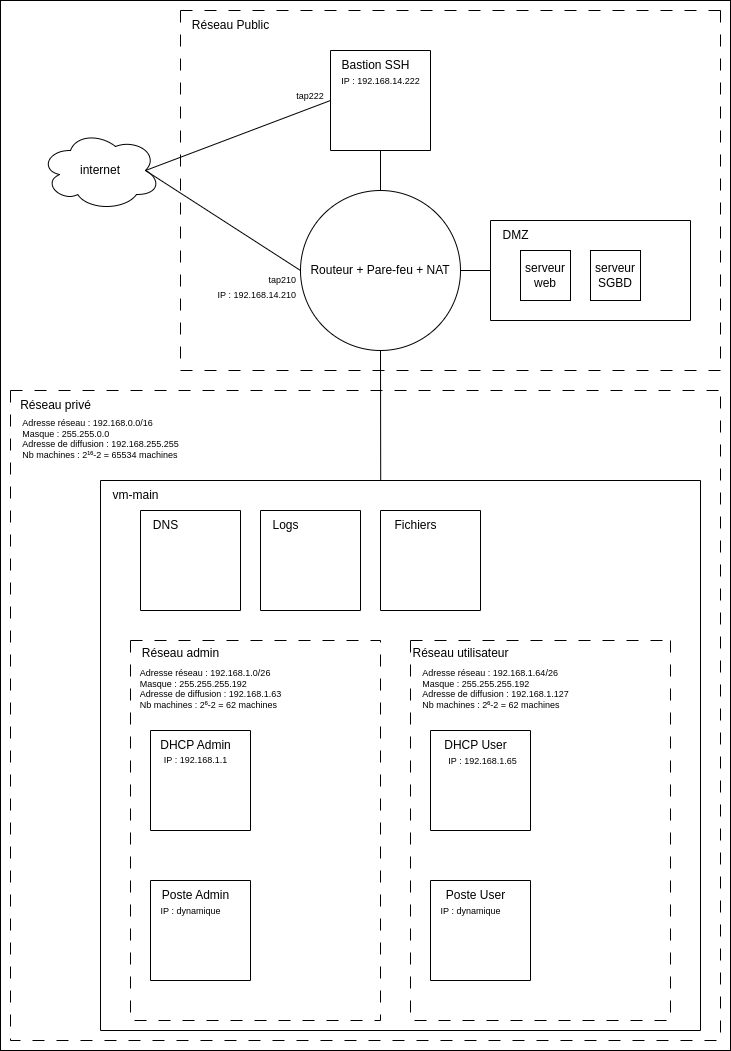 Réseau Public
Bastion SSH
IP : 192.168.14.222
tap222
internet
Routeur + Pare-feu + NAT
tap210
IP : 192.168.14.210
DMZ
serveur
web
serveur
SGBD
Réseau privé
Adresse réseau : 192.168.0.0/16
Masque : 255.255.0.0
Adresse de diffusion : 192.168.255.255
Nb machines : 2¹⁶-2 = 65534 machines
vm-main
DNS
Logs
Fichiers
Réseau admin
Adresse réseau : 192.168.1.0/26
Masque : 255.255.255.192
Adresse de diffusion : 192.168.1.63
Nb machines : 2⁶-2 = 62 machines
DHCP Admin
IP : 192.168.1.1
Poste Admin
IP : dynamique
Réseau utilisateur
Adresse réseau : 192.168.1.64/26
Masque : 255.255.255.192
Adresse de diffusion : 192.168.1.127
Nb machines : 2⁶-2 = 62 machines
DHCP User
IP : 192.168.1.65
Poste User
IP : dynamique